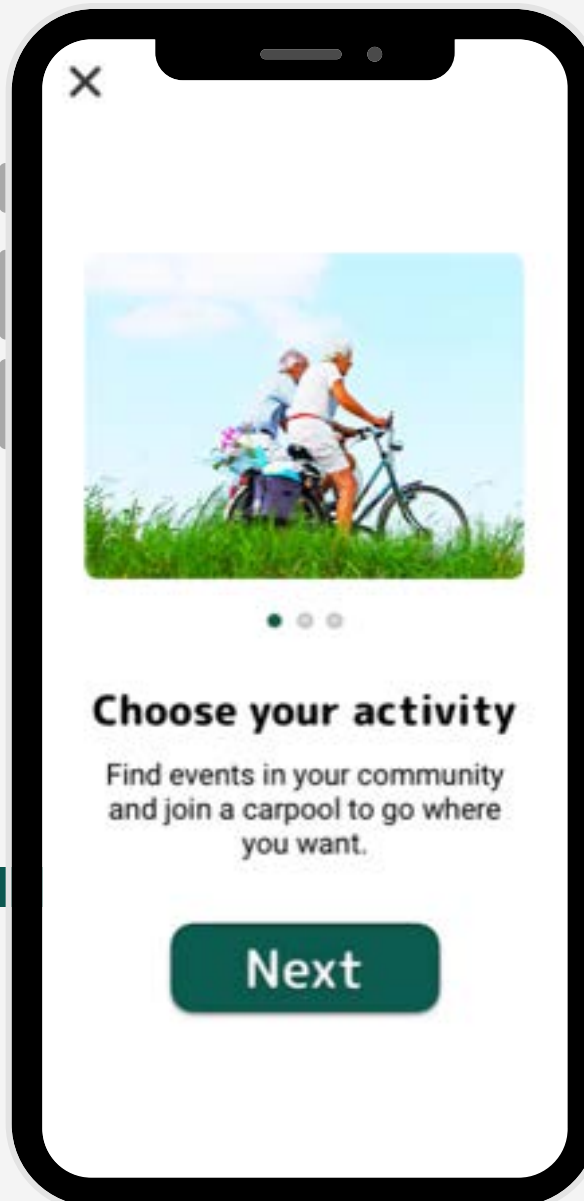 Choose your activity
Find events in your community
and join a carpool to go where
you want.
Next